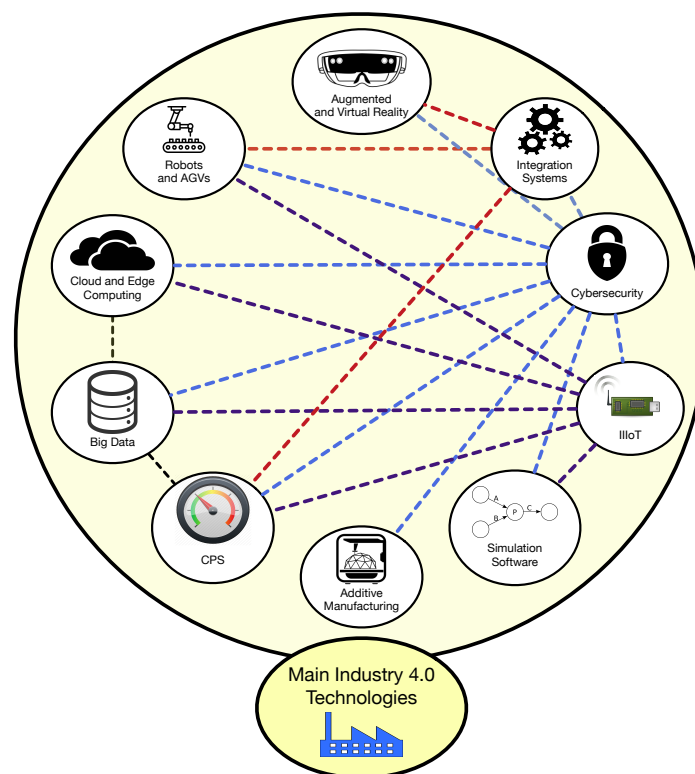 Augmented
and Virtual Reality
Robots
and AGVs
Integration
Systems
Cloud and Edge
Computing
Cybersecurity
Big Data
IIIoT
CPS
A
B
P
C
Simulation
Software
Additive
Manufacturing
Main Industry 4.0
Technologies